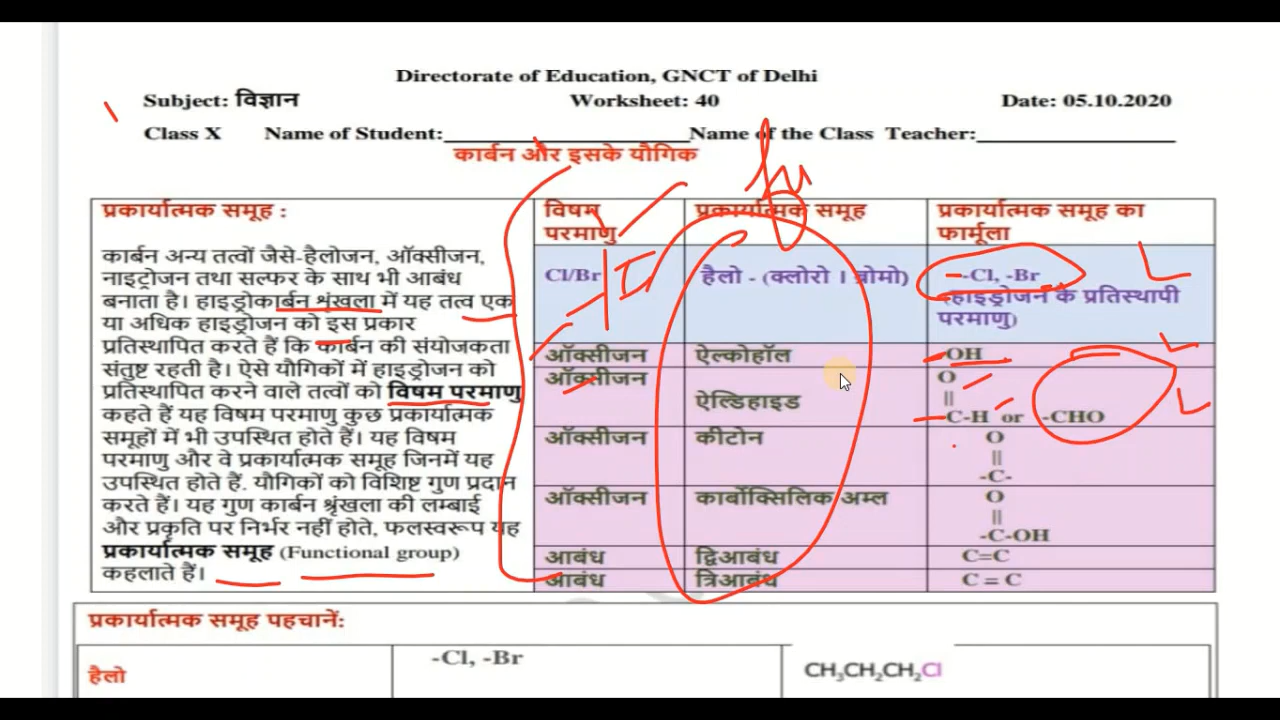 Directorate of Education, GNCT of Delhi
Subject: विज्ञान Worksheet: 40 Date: 05.10.2020
Class X Name of Student:____________________Name of the Class Teacher:_______________
कार्बन और इसके यौगिक
प्रकार्यात्मक समूह :
कार्बन अन्य तत्वों जैसे-हैलोजन, ऑक्सीजन,
नाइट्रोजन तथा सल्फर के साथ भी आबंध
बनाता है। हाइड्रोकार्बन श्रृंखला में यह तत्व एक
या अधिक हाइड्रोजन को इस प्रकार
प्रतिस्थापित करते हैं कि कार्बन की संयोजकता
संतुष्ट रहती है। ऐसे यौगिकों में हाइड्रोजन को
प्रतिस्थापित करने वाले तत्वों को विषम परमाणु
कहते हैं यह विषम परमाणु कुछ प्रकार्यात्मक
समूहों में भी उपस्थित होते हैं। यह विषम
परमाणु और वे प्रकार्यात्मक समूह जिनमें यह
उपस्थित होते हैं. यौगिकों को विशिष्ट गुण प्रदान
करते हैं। यह गुण कार्बन श्रृंखला की लम्बाई
और प्रकृति पर निर्भर नहीं होते, फलस्वरूप यह
प्रकार्यात्मक समूह (Functional group)
कहलाते हैं।
विषम
परमाणु
प्रकार्यात्मक समूह
प्रकार्यात्मक समूह का
फार्मूला
Cl/Br
हैलो - (क्लोरो । ब्रोमो)
-Cl, -Br
हाइड्रोजन के प्रतिस्थापी
परमाणु)
ऑक्सीजन ऐल्कोहॉल -OH
ऑक्सीजन
ऐल्डिहाइड
O
||
-C-H or -CHO
ऑक्सीजन कीटोन
O
||
-C-
ऑक्सीजन कार्बोक्सिलिक अम्ल
O
||
-C-OH
आबंध द्विआबंध C=C
आबंध त्रिआबंध C = C
प्रकार्यात्मक समूह पहचानें:
हैलो
-Cl, -Br
CH₃CH₂CH₂Cl